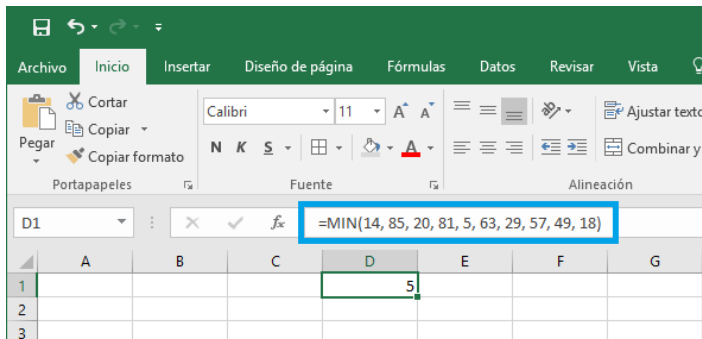 Archivo Inicio Insertar Diseño de página Fórmulas Datos Revisar Vista
Cortar
Copiar
Copiar formato
Pegar
Portapapeles
Calibri 11 A A
N K S A
Fuente
Ajustar texto
Combinar y
Alineación
D1 fx =MIN(14, 85, 20, 81, 5, 63, 29, 57, 49, 18)
A B C D E F G
1 5
2
3